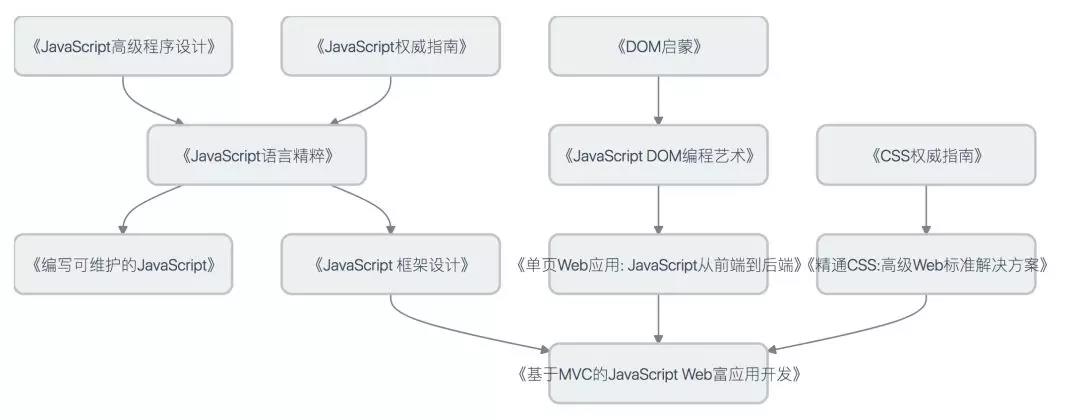 《JavaScript高级程序设计》
《JavaScript权威指南》
《DOM启蒙》
《JavaScript语言精粹》
《JavaScript DOM编程艺术》
《CSS权威指南》
《编写可维护的JavaScript》
《JavaScript 框架设计》
《单页Web应用: JavaScript从前端到后端》
《精通CSS:高级Web标准解决方案》
《基于MVC的JavaScript Web富应用开发》